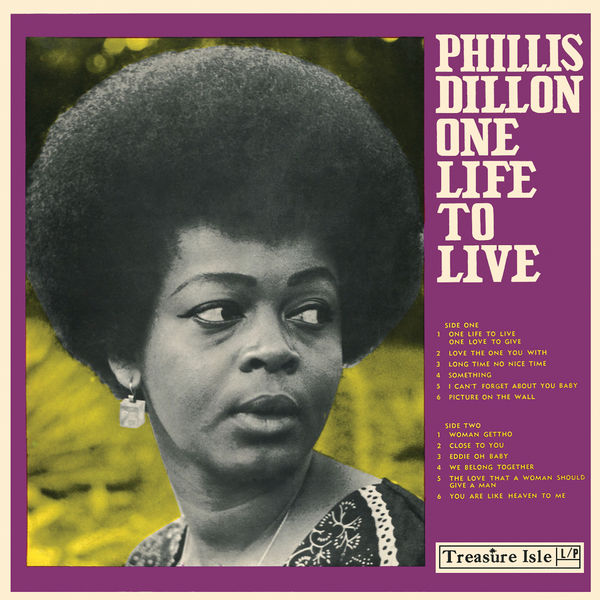 PHILLIS
DILLON
ONE
LIFE
TO
LIVE
SIDE ONE
1 ONE LIFE TO LIVE
ONE LOVE TO GIVE
2 LOVE THE ONE YOU WITH
3 LONG TIME NO NICE TIME
4 SOMETHING
5 I CAN'T FORGET ABOUT YOU BABY
6 PICTURE ON THE WALL
SIDE TWO
1 WOMAN GETTHO
2 CLOSE TO YOU
3 EDDIE OH BABY
4 WE BELONG TOGETHER
5 THE LOVE THAT A WOMAN SHOULD
GIVE A MAN
6 YOU ARE LIKE HEAVEN TO ME
Treasure Isle L/P